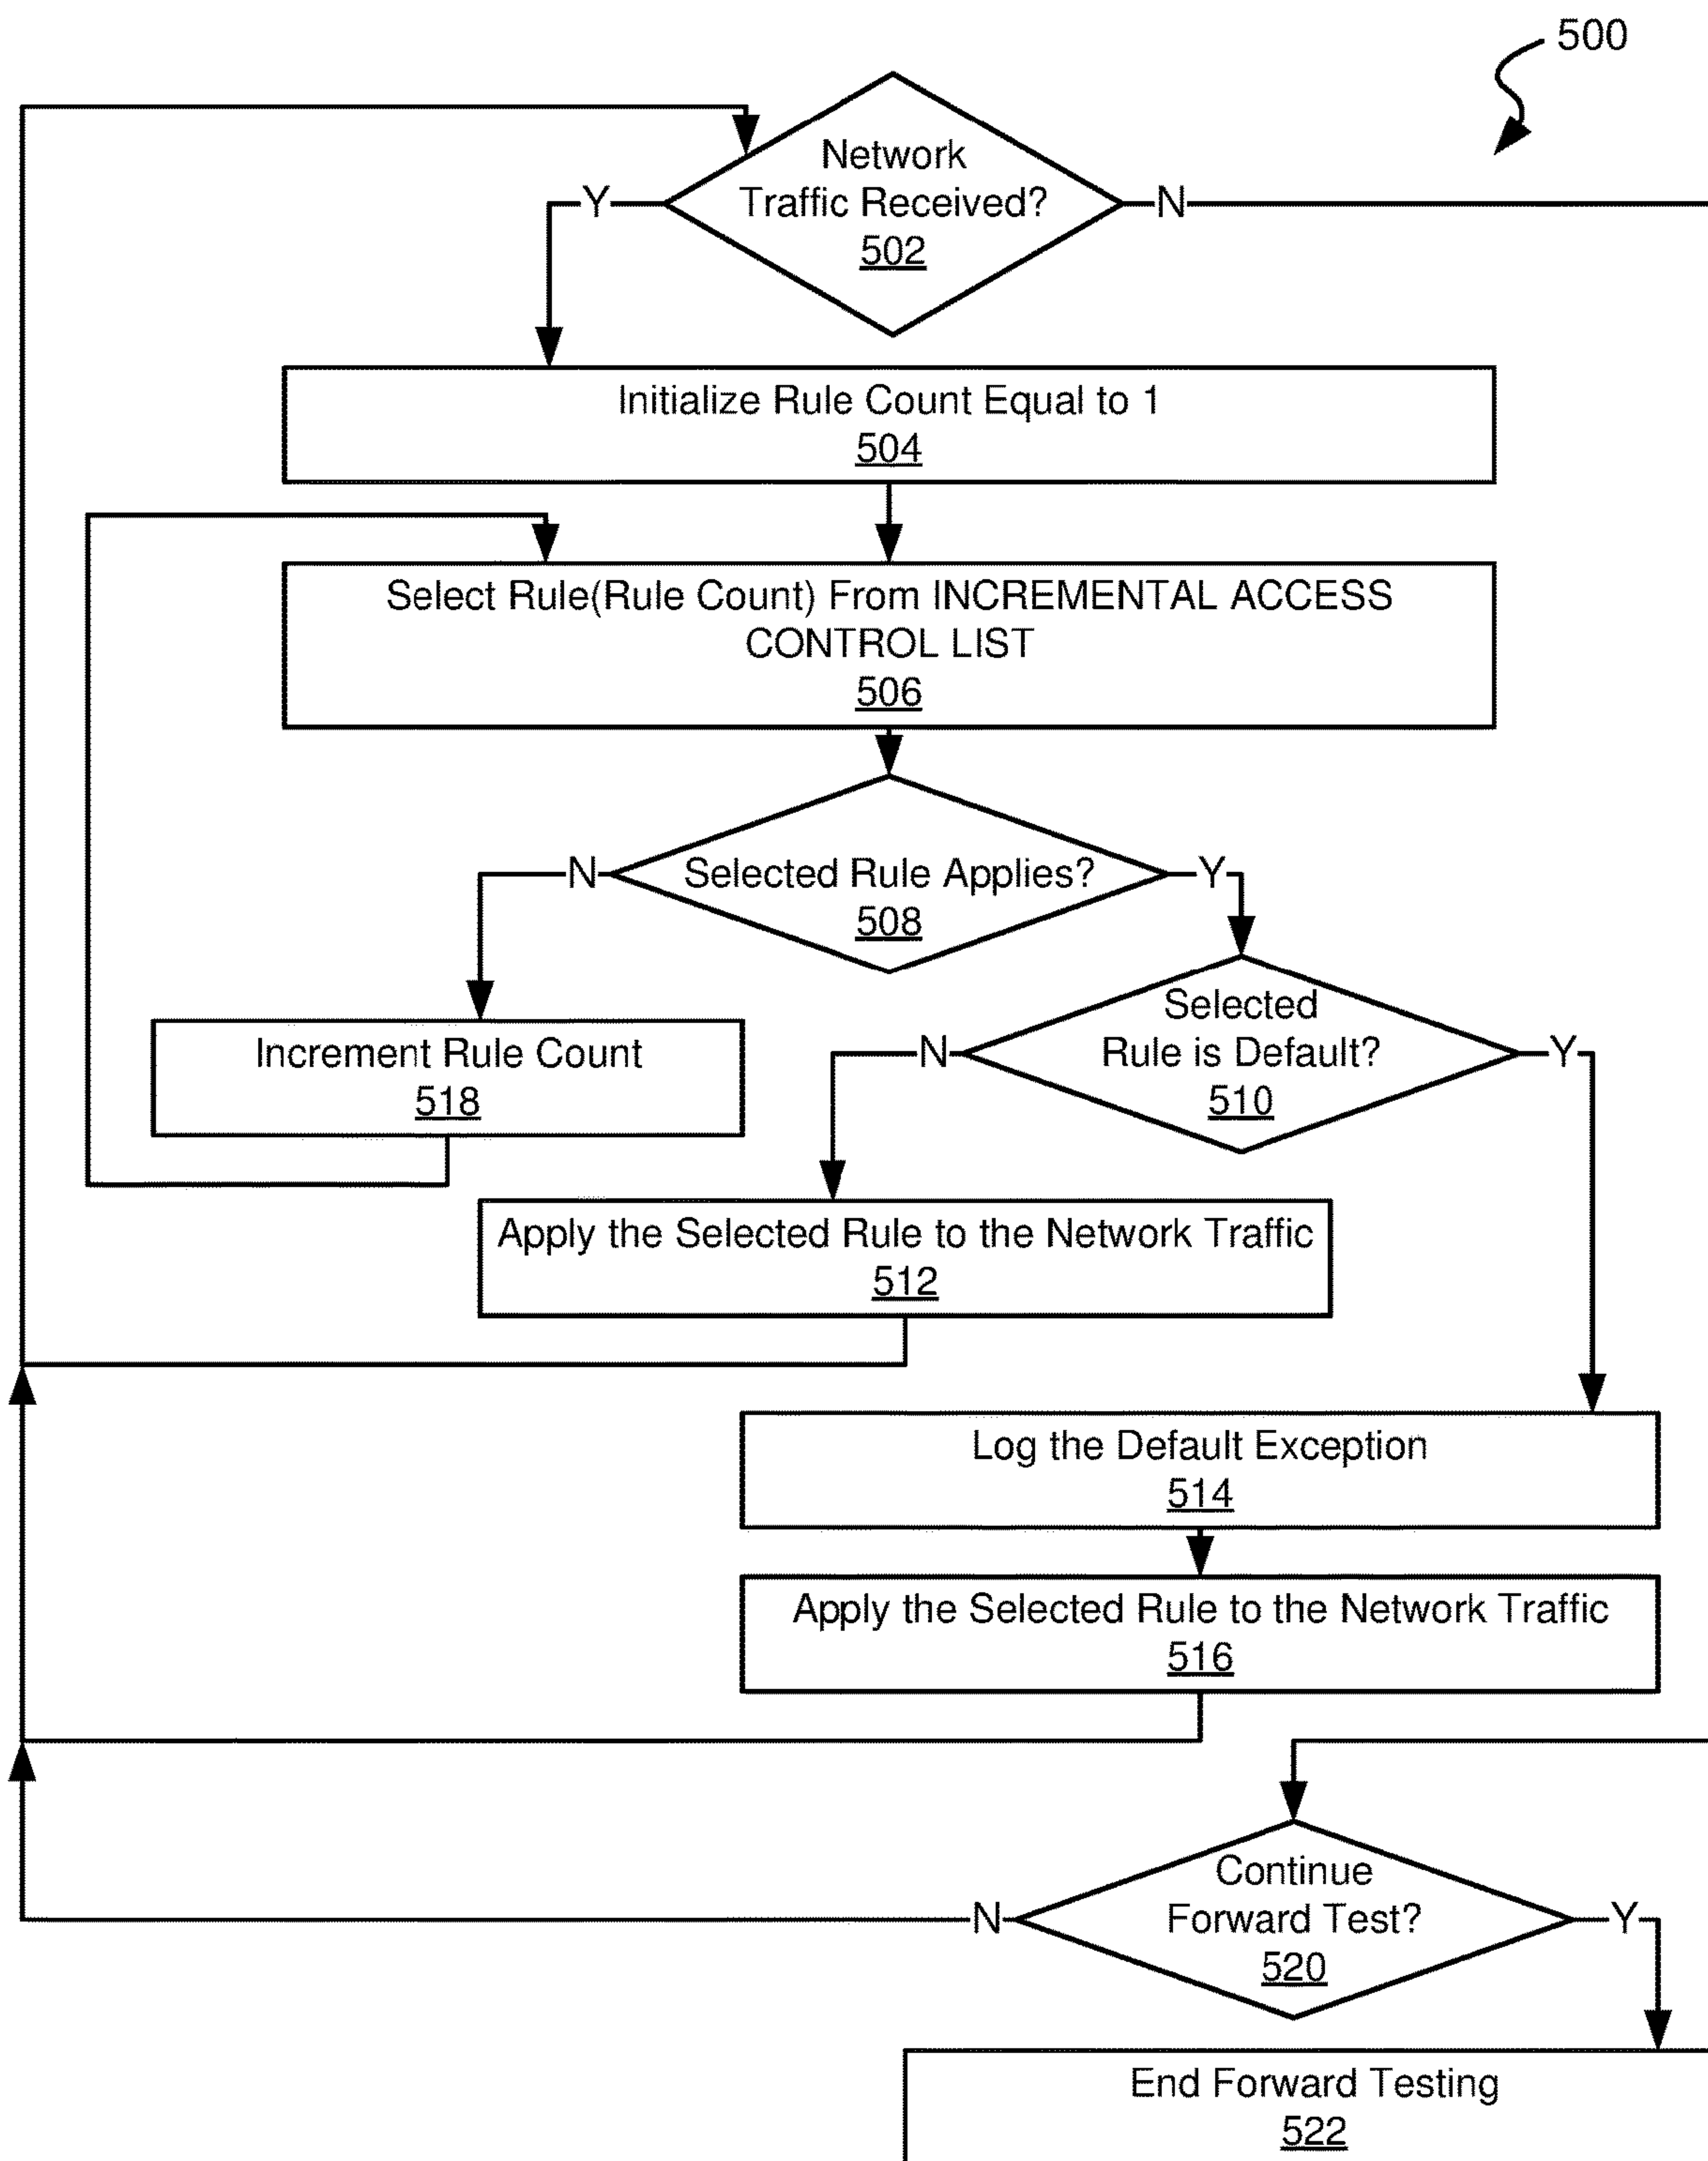 500
Network
Traffic Received?
502
Y
N
Initialize Rule Count Equal to 1
504
Select Rule(Rule Count) From INCREMENTAL ACCESS
CONTROL LIST
506
N
Selected Rule Applies?
Y
508
Selected
Rule is Default?
510
N
Y
Increment Rule Count
518
Apply the Selected Rule to the Network Traffic
512
Log the Default Exception
514
Apply the Selected Rule to the Network Traffic
516
Continue
Forward Test?
520
N
Y
End Forward Testing
522